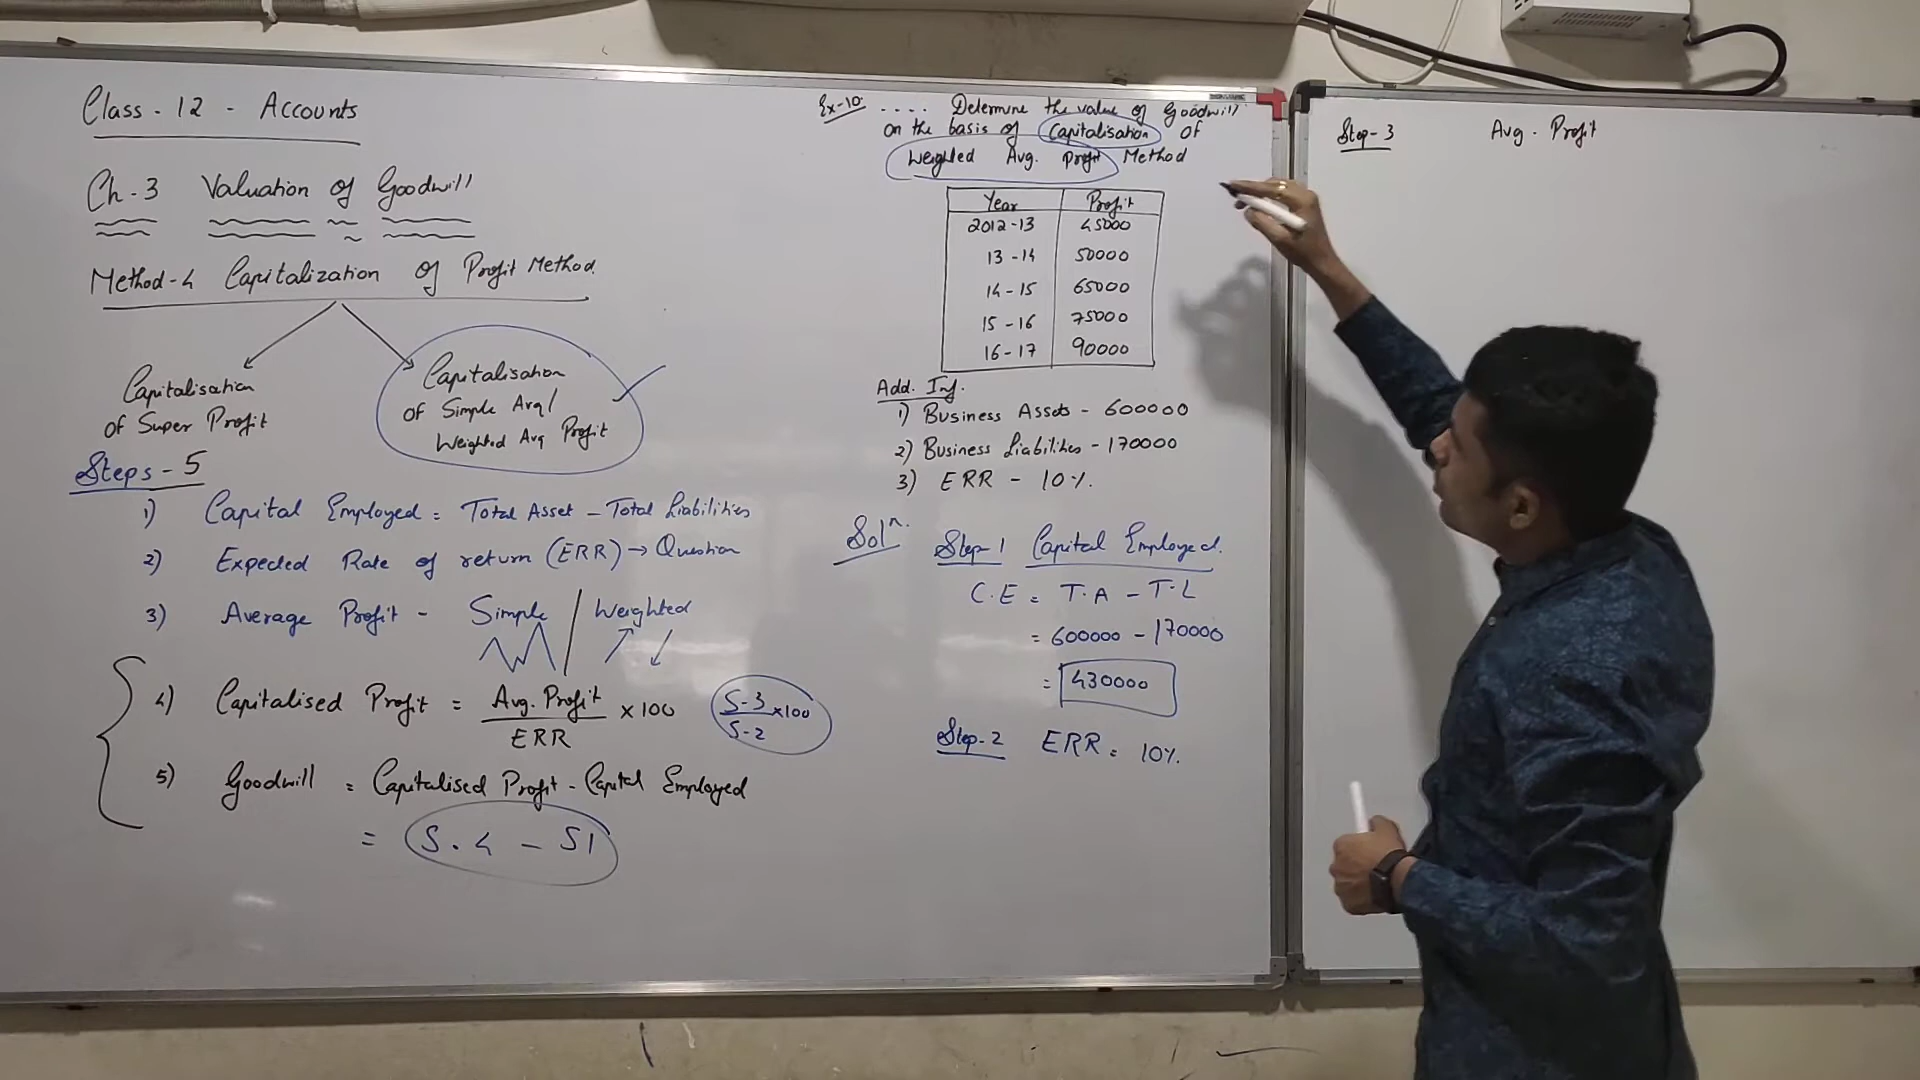 Class - 12 - Accounts
Ch-3 Valuation of Goodwill
Method-4 Capitalization of Profit Method
Capitalisation
of Super Profit
Capitalisation
of Simple Avg/
Weighted Avg Profit
Steps - 5
1) Capital Employed = Total Asset - Total Liabilities
2) Expected Rate of return (ERR) → Question
3) Average Profit - Simple / Weighted
4) Capitalised Profit = Avg. Profit / ERR × 100
S-3 / S-2 ×100
5) Goodwill = Capitalised Profit - Capital Employed
= S.4 - S1
Ex-10. .... Determine the value of Goodwill
on the basis of Capitalisation of
Weighted Avg. Profit Method
Year Profit
2012-13 45000
13-14 50000
14-15 65000
15-16 75000
16-17 90000
Add. Inf.
1) Business Assets - 600000
2) Business Liabilities - 170000
3) ERR - 10%.
Solⁿ.
Step-1 Capital Employed.
C.E = T.A - T.L
= 600000 - 170000
= 430000
Step-2 ERR = 10%.
Step-3 Avg. Profit